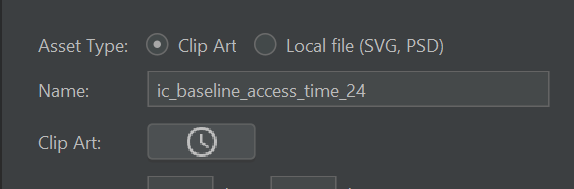 Asset Type: Clip Art Local file (SVG, PSD)
Name: ic_baseline_access_time_24
Clip Art: